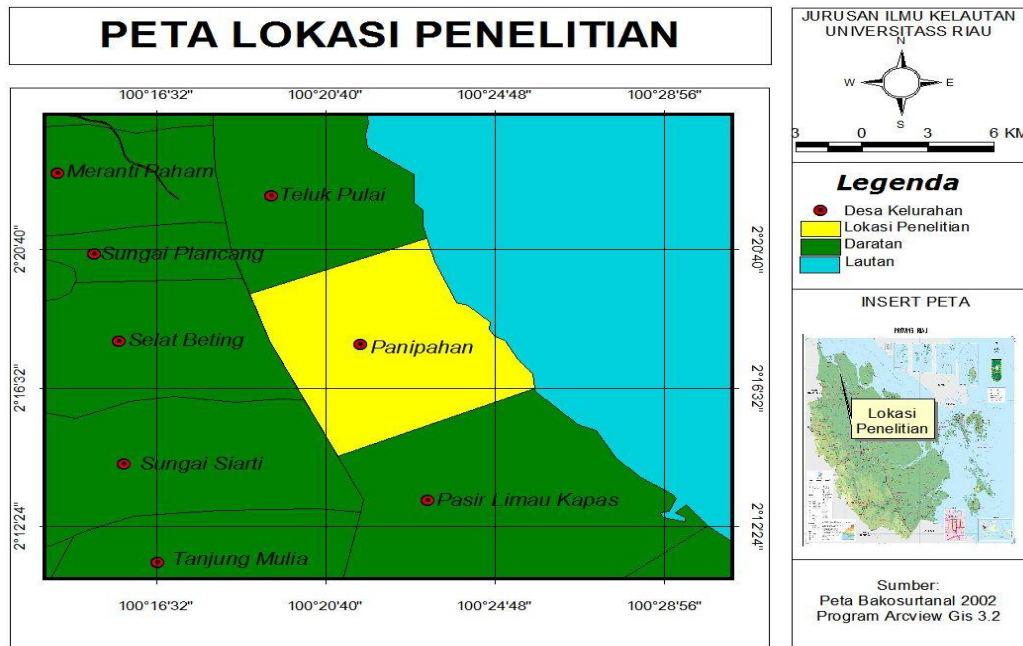 PETA LOKASI PENELITIAN
JURUSAN ILMU KELAUTAN
UNIVERSITASS RIAU
N
W E
S
3 0 3 6 KM
100°16'32" 100°20'40" 100°24'48" 100°28'56"
Meranti Paham
Teluk Pulai
2°20'40" 2°20'40"
Sungai Plancang
Selat Beting
Panipahan
2°16'32" 2°16'32"
Sungai Siarti
Pasir Limau Kapas
2°12'24" 2°12'24"
Tanjung Mulia
100°16'32" 100°20'40" 100°24'48" 100°28'56"
Legenda
Desa Kelurahan
Lokasi Penelitian
Daratan
Lautan
INSERT PETA
Lokasi
Penelitian
Sumber:
Peta Bakosurtanal 2002
Program Arcview Gis 3.2